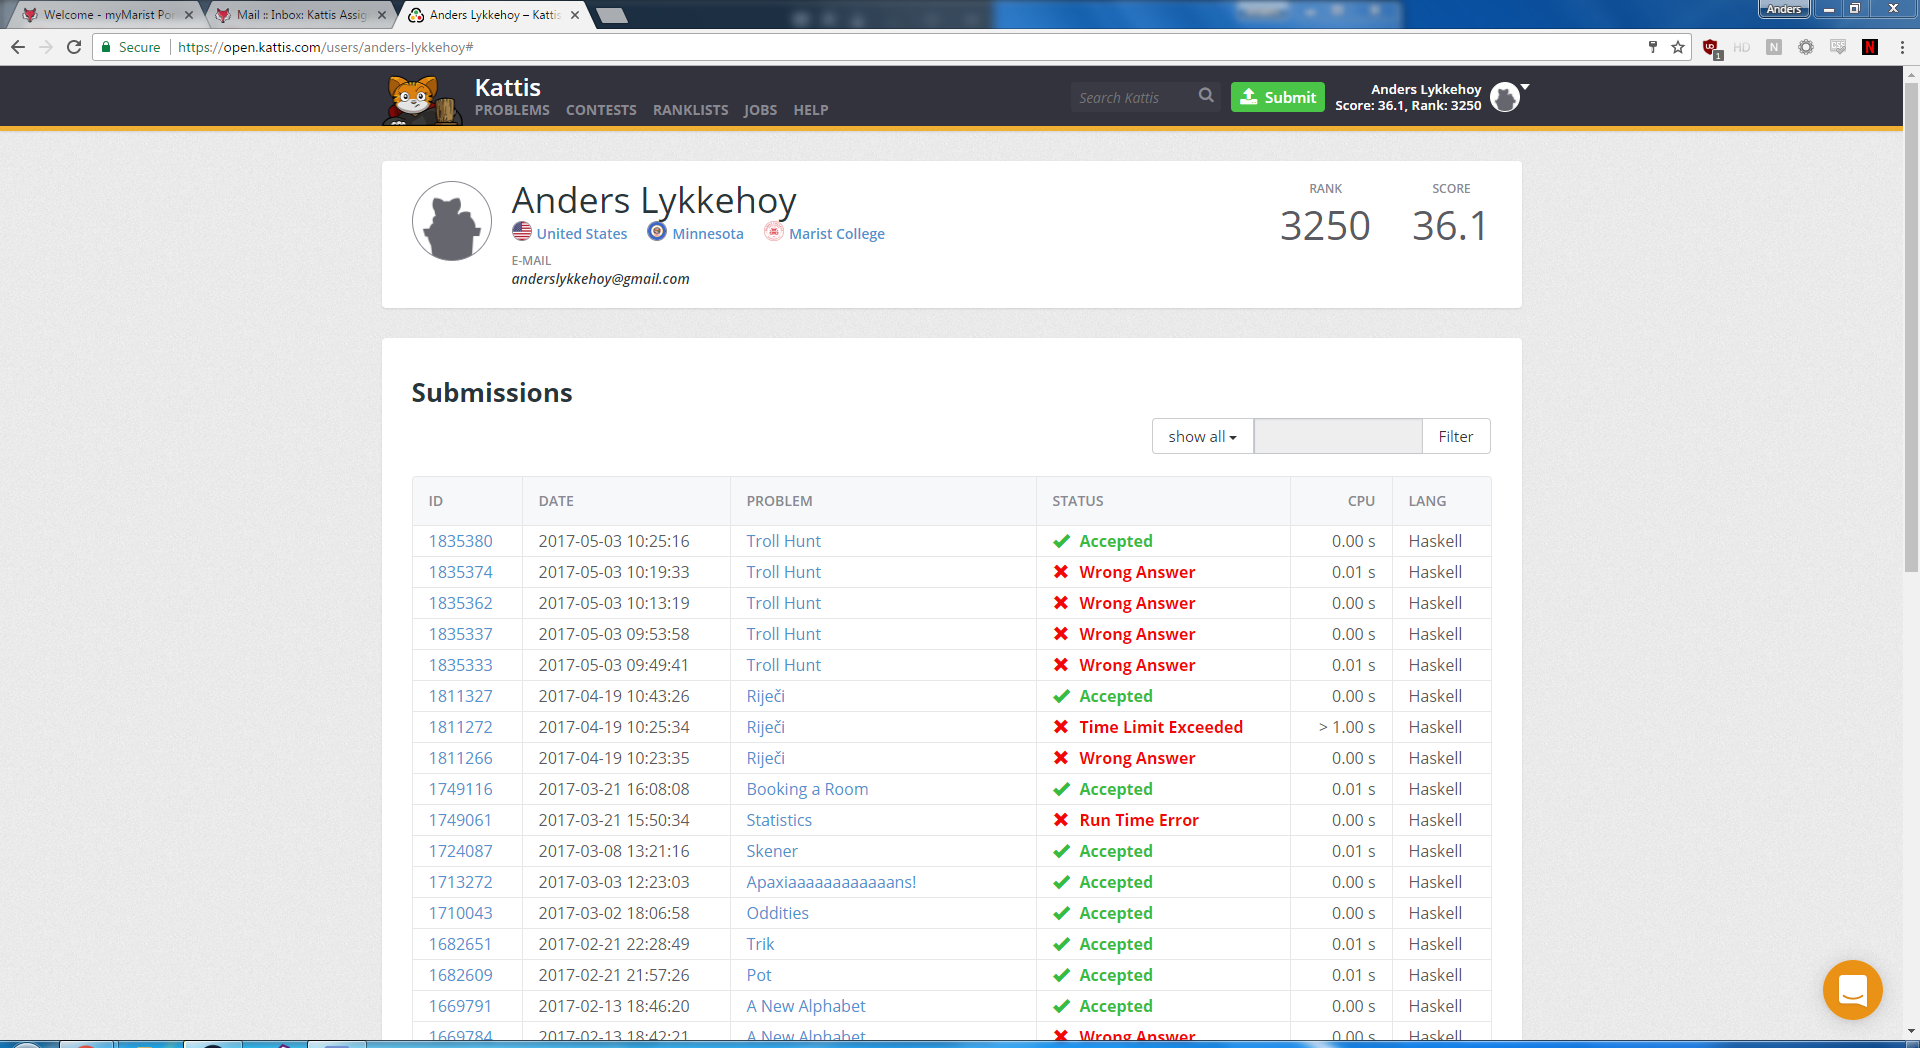 Welcome - myMarist Por
Mail :: Inbox: Kattis Assig
Anders Lykkehoy – Kattis
Anders
Secure
https://open.kattis.com/users/anders-lykkehoy#
1
HD
N
CSC
N
Kattis
PROBLEMS CONTESTS RANKLISTS JOBS HELP
Search Kattis
Submit
Anders Lykkehoy
Score: 36.1, Rank: 3250
Anders Lykkehoy
United States Minnesota Marist College
E-MAIL
anderslykkehoy@gmail.com
RANK SCORE
3250 36.1
Submissions
show all Filter
ID DATE PROBLEM STATUS CPU LANG
1835380 2017-05-03 10:25:16 Troll Hunt Accepted 0.00 s Haskell
1835374 2017-05-03 10:19:33 Troll Hunt Wrong Answer 0.01 s Haskell
1835362 2017-05-03 10:13:19 Troll Hunt Wrong Answer 0.00 s Haskell
1835337 2017-05-03 09:53:58 Troll Hunt Wrong Answer 0.00 s Haskell
1835333 2017-05-03 09:49:41 Troll Hunt Wrong Answer 0.01 s Haskell
1811327 2017-04-19 10:43:26 Riječi Accepted 0.00 s Haskell
1811272 2017-04-19 10:25:34 Riječi Time Limit Exceeded > 1.00 s Haskell
1811266 2017-04-19 10:23:35 Riječi Wrong Answer 0.00 s Haskell
1749116 2017-03-21 16:08:08 Booking a Room Accepted 0.01 s Haskell
1749061 2017-03-21 15:50:34 Statistics Run Time Error 0.00 s Haskell
1724087 2017-03-08 13:21:16 Skener Accepted 0.01 s Haskell
1713272 2017-03-03 12:23:03 Apaxiaaaaaaaaaaaans! Accepted 0.00 s Haskell
1710043 2017-03-02 18:06:58 Oddities Accepted 0.00 s Haskell
1682651 2017-02-21 22:28:49 Trik Accepted 0.01 s Haskell
1682609 2017-02-21 21:57:26 Pot Accepted 0.01 s Haskell
1669791 2017-02-13 18:46:20 A New Alphabet Accepted 0.00 s Haskell
1669784 2017-02-13 18:42:21 A New Alphabet Wrong Answer 0.00 s Haskell